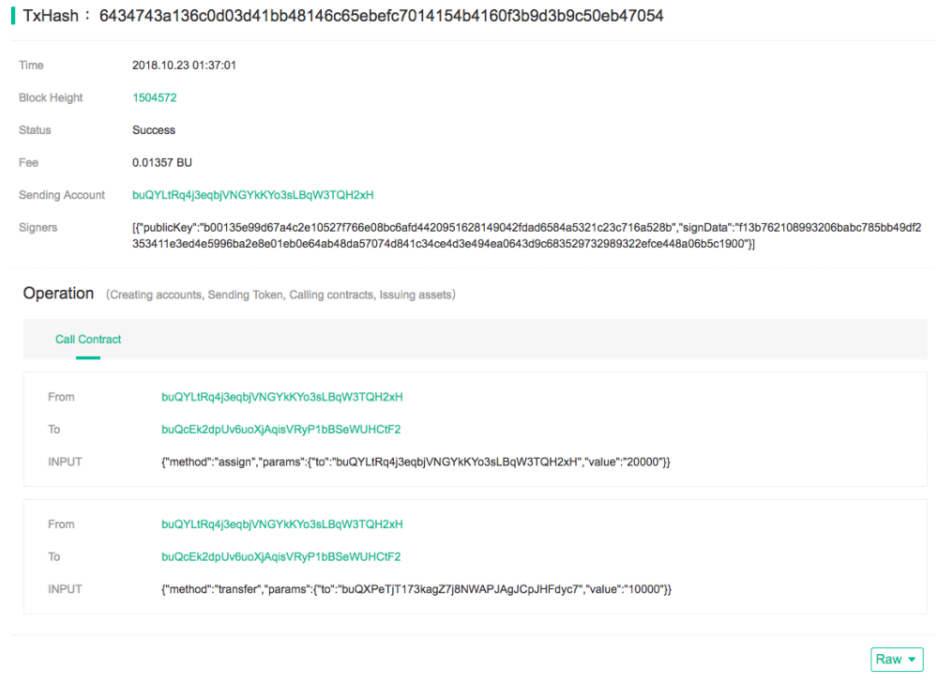 TxHash : 6434743a136c0d03d41bb48146c65ebefc7014154b4160f3b9d3b9c50eb47054
Time 2018.10.23 01:37:01
Block Height 1504572
Status Success
Fee 0.01357 BU
Sending Account buQYLtRq4j3eqbjVNGYkKYo3sLBqW3TQH2xH
Signers [{"publicKey":"b00135e99d67a4c2e10527f766e08bc6afd4420951628149042fdad6584a5321c23c716a528b","signData":"f13b762108993206babc785bb49df2
353411e3ed4e5996ba2e8e01eb0e64ab48da57074d841c34ce4d3e494ea0643d9c683529732989322efce448a06b5c1900"}]
Operation (Creating accounts, Sending Token, Calling contracts, Issuing assets)
Call Contract
From buQYLtRq4j3eqbjVNGYkKYo3sLBqW3TQH2xH
To buQcEk2dpUv6uoXjAqisVRyP1bBSeWUHCtF2
INPUT {"method":"assign","params":{"to":"buQYLtRq4j3eqbjVNGYkKYo3sLBqW3TQH2xH","value":"20000"}}
From buQYLtRq4j3eqbjVNGYkKYo3sLBqW3TQH2xH
To buQcEk2dpUv6uoXjAqisVRyP1bBSeWUHCtF2
INPUT {"method":"transfer","params":{"to":"buQXPeTjT173kagZ7j8NWAPJAgJCpJHFdyc7","value":"10000"}}
Raw